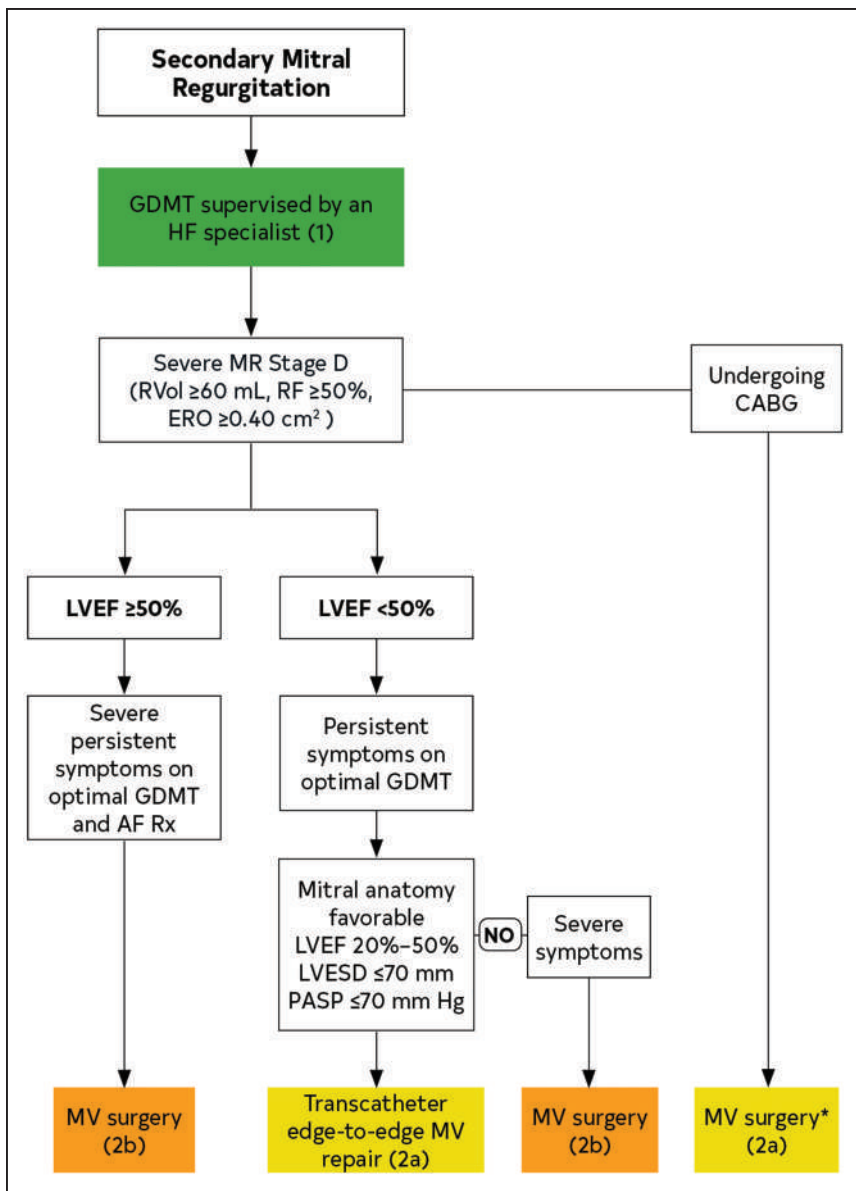 Secondary Mitral
Regurgitation
GDMT supervised by an
HF specialist (1)
Severe MR Stage D
(RVol ≥60 mL, RF ≥50%,
ERO ≥0.40 cm² )
Undergoing
CABG
LVEF ≥50%
LVEF <50%
Severe
persistent
symptoms on
optimal GDMT
and AF Rx
Persistent
symptoms on
optimal GDMT
Mitral anatomy
favorable
LVEF 20%–50%
LVESD ≤70 mm
PASP ≤70 mm Hg
NO
Severe
symptoms
MV surgery
(2b)
Transcatheter
edge-to-edge MV
repair (2a)
MV surgery
(2b)
MV surgery*
(2a)